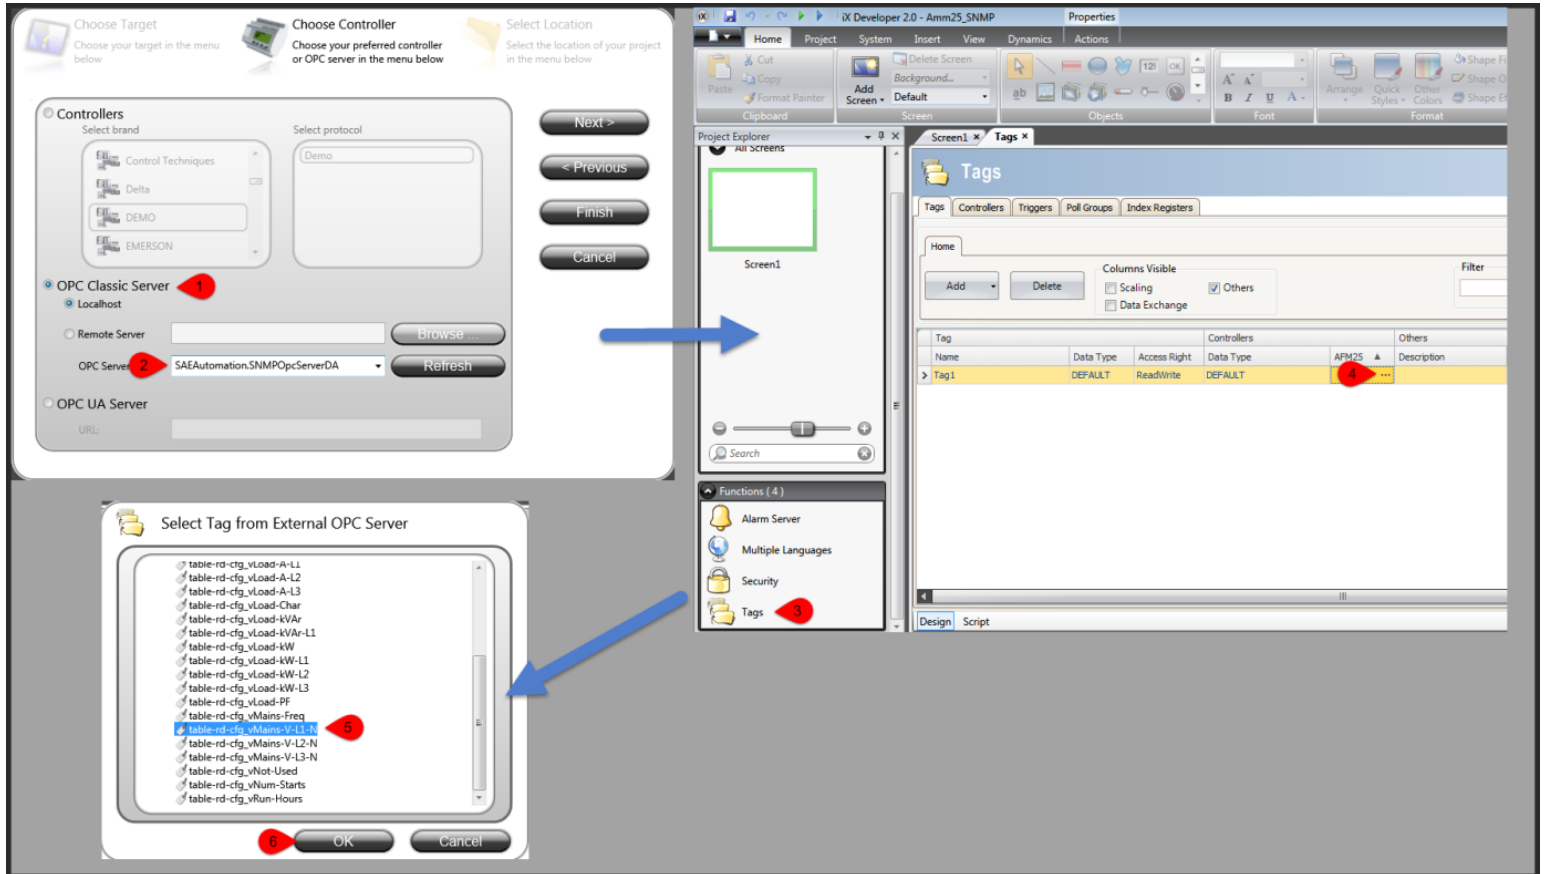 Choose Target
Choose your target in the menu
below
Choose Controller
Choose your preferred controller
or OPC server in the menu below
Select Location
Select the location of your project
in the menu below
Controllers
Select brand
Select protocol
Control Techniques
Delta
DEMO
EMERSON
Demo
Next >
< Previous
Finish
Cancel
OPC Classic Server
1
Localhost
Remote Server
Browse ...
OPC Server
2
SAEAutomation.SNMPOpcServerDA
Refresh
OPC UA Server
URL:
iX Developer 2.0 - Amm25_SNMP
Properties
Home
Project
System
Insert
View
Dynamics
Actions
Paste
Cut
Copy
Format Painter
Clipboard
Add
Screen
Delete Screen
Background...
Default
Screen
ab
123
OK
Objects
A
A
B
I
U
A
Font
Arrange
Quick
Styles
Other
Colors
Shape Fi
Shape O
Shape Ef
Format
Project Explorer
All Screens
Screen1
Search
Functions ( 4 )
Alarm Server
Multiple Languages
Security
Tags
3
Screen1 ×
Tags ×
Tags
Tags
Controllers
Triggers
Poll Groups
Index Registers
Home
Add
Delete
Columns Visible
Scaling
Others
Data Exchange
Filter
Tag
Controllers
Others
Name
Data Type
Access Right
Data Type
AFM25
Description
Tag1
DEFAULT
ReadWrite
DEFAULT
4
...
Design
Script
Select Tag from External OPC Server
table-rd-cfg_vLoad-A-L1
table-rd-cfg_vLoad-A-L2
table-rd-cfg_vLoad-A-L3
table-rd-cfg_vLoad-Char
table-rd-cfg_vLoad-kVAr
table-rd-cfg_vLoad-kVAr-L1
table-rd-cfg_vLoad-kW
table-rd-cfg_vLoad-kW-L1
table-rd-cfg_vLoad-kW-L2
table-rd-cfg_vLoad-kW-L3
table-rd-cfg_vLoad-PF
table-rd-cfg_vMains-Freq
table-rd-cfg_vMains-V-L1-N
5
table-rd-cfg_vMains-V-L2-N
table-rd-cfg_vMains-V-L3-N
table-rd-cfg_vNot-Used
table-rd-cfg_vNum-Starts
table-rd-cfg_vRun-Hours
6
OK
Cancel